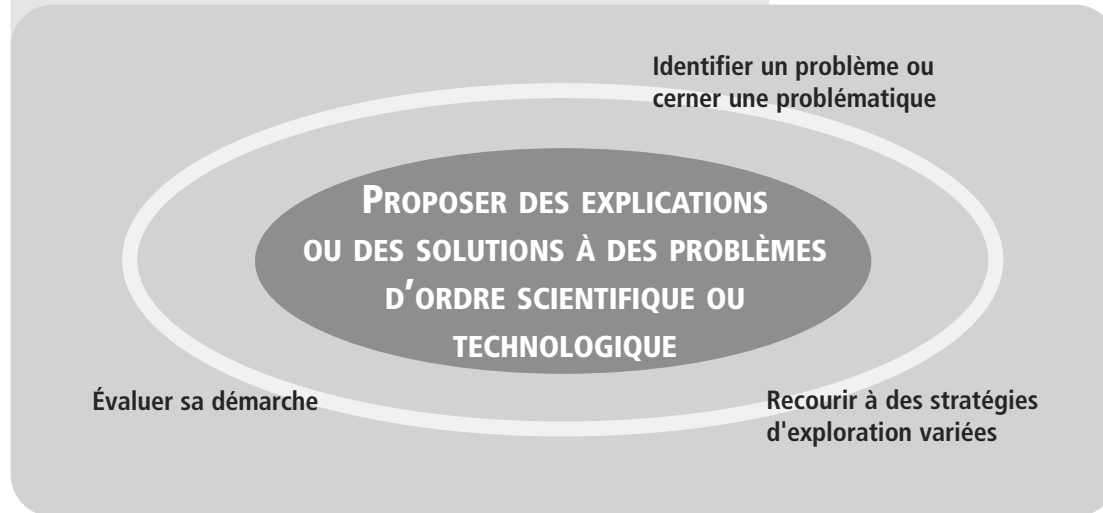 Identifier un problème ou
cerner une problématique
PROPOSER DES EXPLICATIONS
OU DES SOLUTIONS À DES PROBLÈMES
D'ORDRE SCIENTIFIQUE OU
TECHNOLOGIQUE
Évaluer sa démarche
Recourir à des stratégies
d'exploration variées